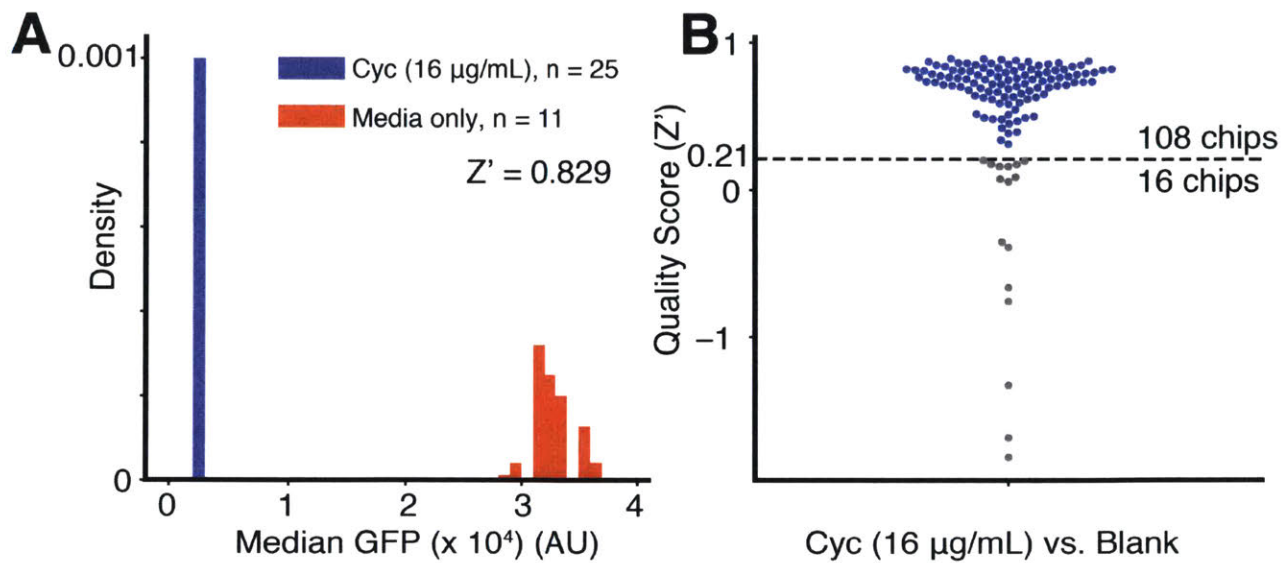 A
0.001
Cyc (16 µg/mL), n = 25
Media only, n = 11
Z' = 0.829
Density
0
0 1 2 3 4
Median GFP (x 10⁴) (AU)
B
1
0.21
0
−1
Quality Score (Z')
108 chips
16 chips
Cyc (16 µg/mL) vs. Blank